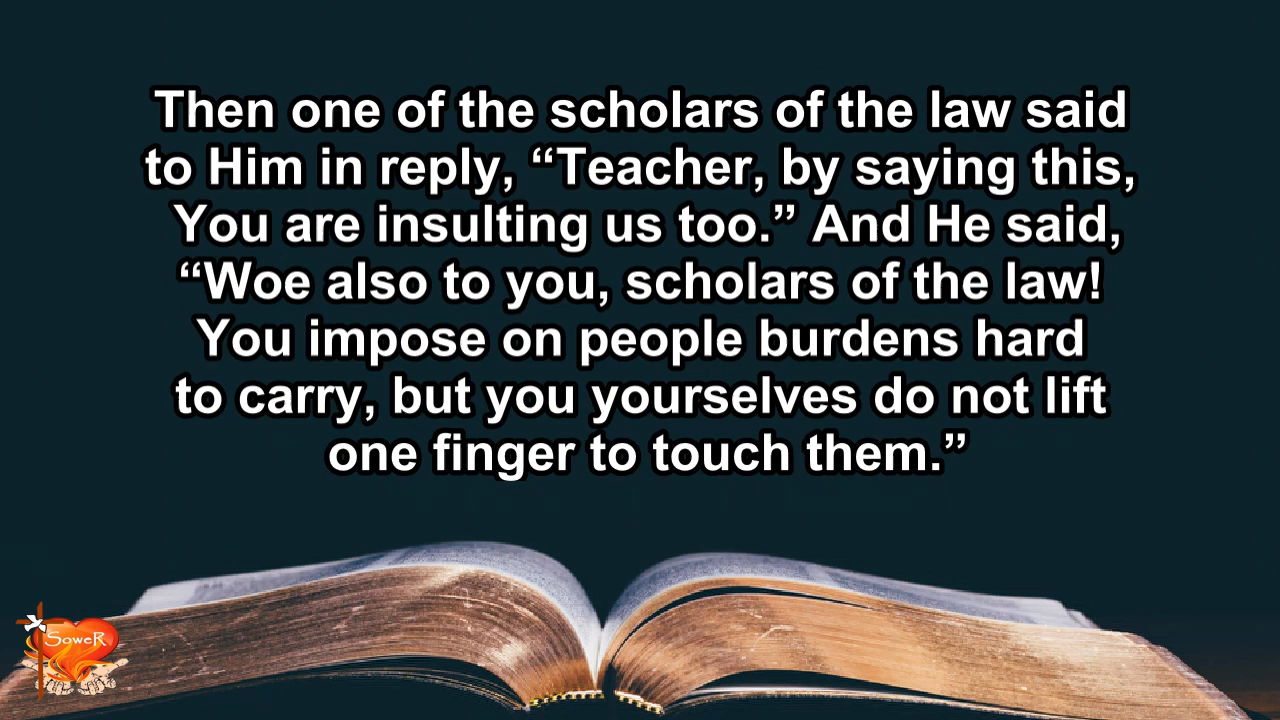 Then one of the scholars of the law said
to Him in reply, “Teacher, by saying this,
You are insulting us too.” And He said,
“Woe also to you, scholars of the law!
You impose on people burdens hard
to carry, but you yourselves do not lift
one finger to touch them.”
SoweR